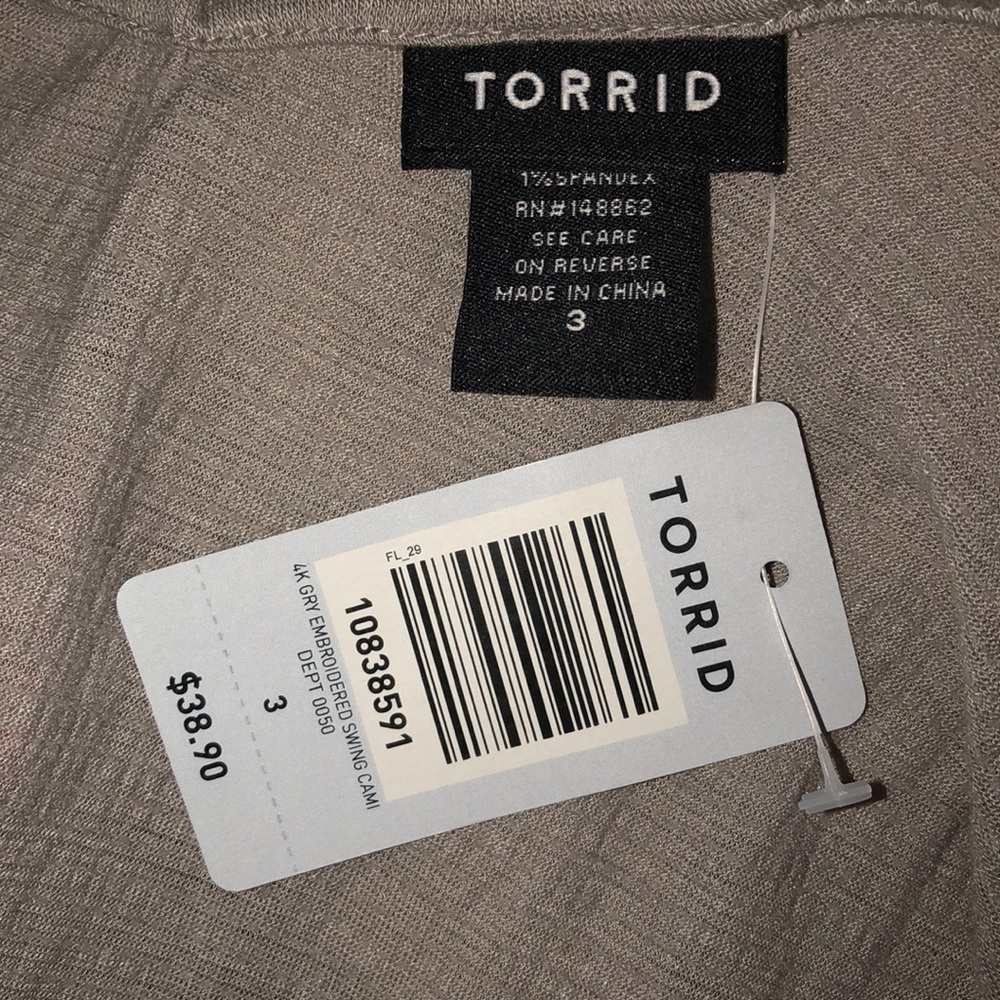 TORRID
1% SPANDEX
RN#148862
SEE CARE
ON REVERSE
MADE IN CHINA
3
TORRID
FL_29
10838591
4K GRY EMBROIDERED SWING CAMI
DEPT 0050
3
$38.90